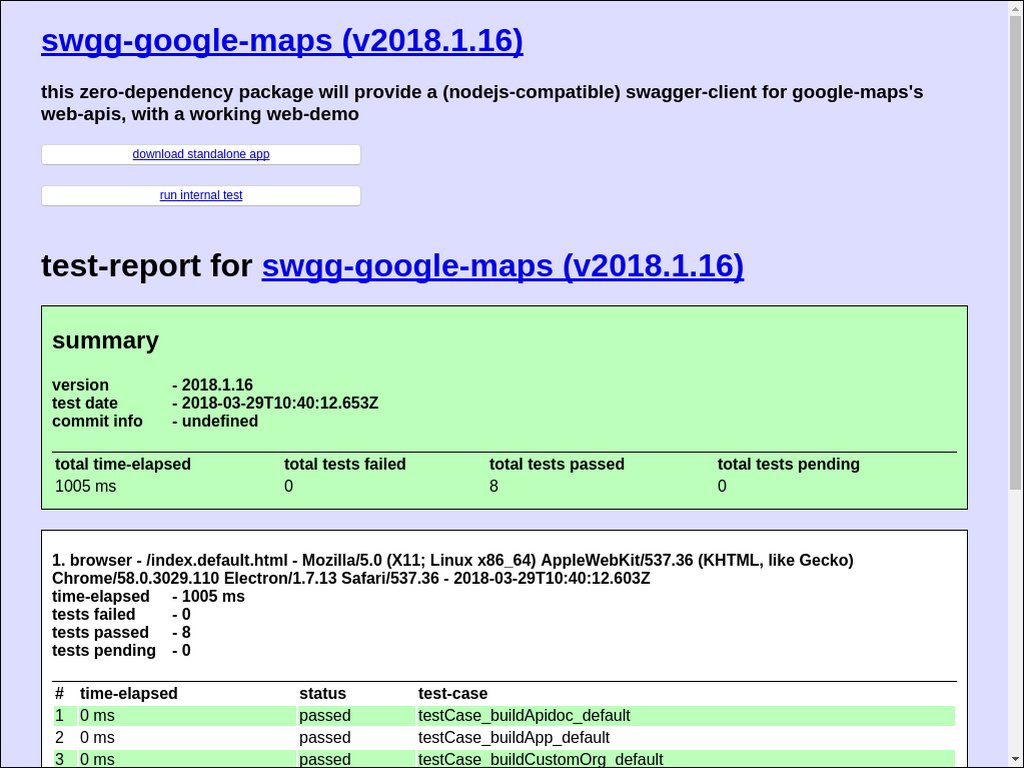 swgg-google-maps (v2018.1.16)
this zero-dependency package will provide a (nodejs-compatible) swagger-client for google-maps's
web-apis, with a working web-demo
download standalone app
run internal test
test-report for swgg-google-maps (v2018.1.16)
summary
version - 2018.1.16
test date - 2018-03-29T10:40:12.653Z
commit info - undefined
total time-elapsed total tests failed total tests passed total tests pending
1005 ms 0 8 0
1. browser - /index.default.html - Mozilla/5.0 (X11; Linux x86_64) AppleWebKit/537.36 (KHTML, like Gecko)
Chrome/58.0.3029.110 Electron/1.7.13 Safari/537.36 - 2018-03-29T10:40:12.603Z
time-elapsed - 1005 ms
tests failed - 0
tests passed - 8
tests pending - 0
# time-elapsed status test-case
1 0 ms passed testCase_buildApidoc_default
2 0 ms passed testCase_buildApp_default
3 0 ms passed testCase_buildCustomOrg_default